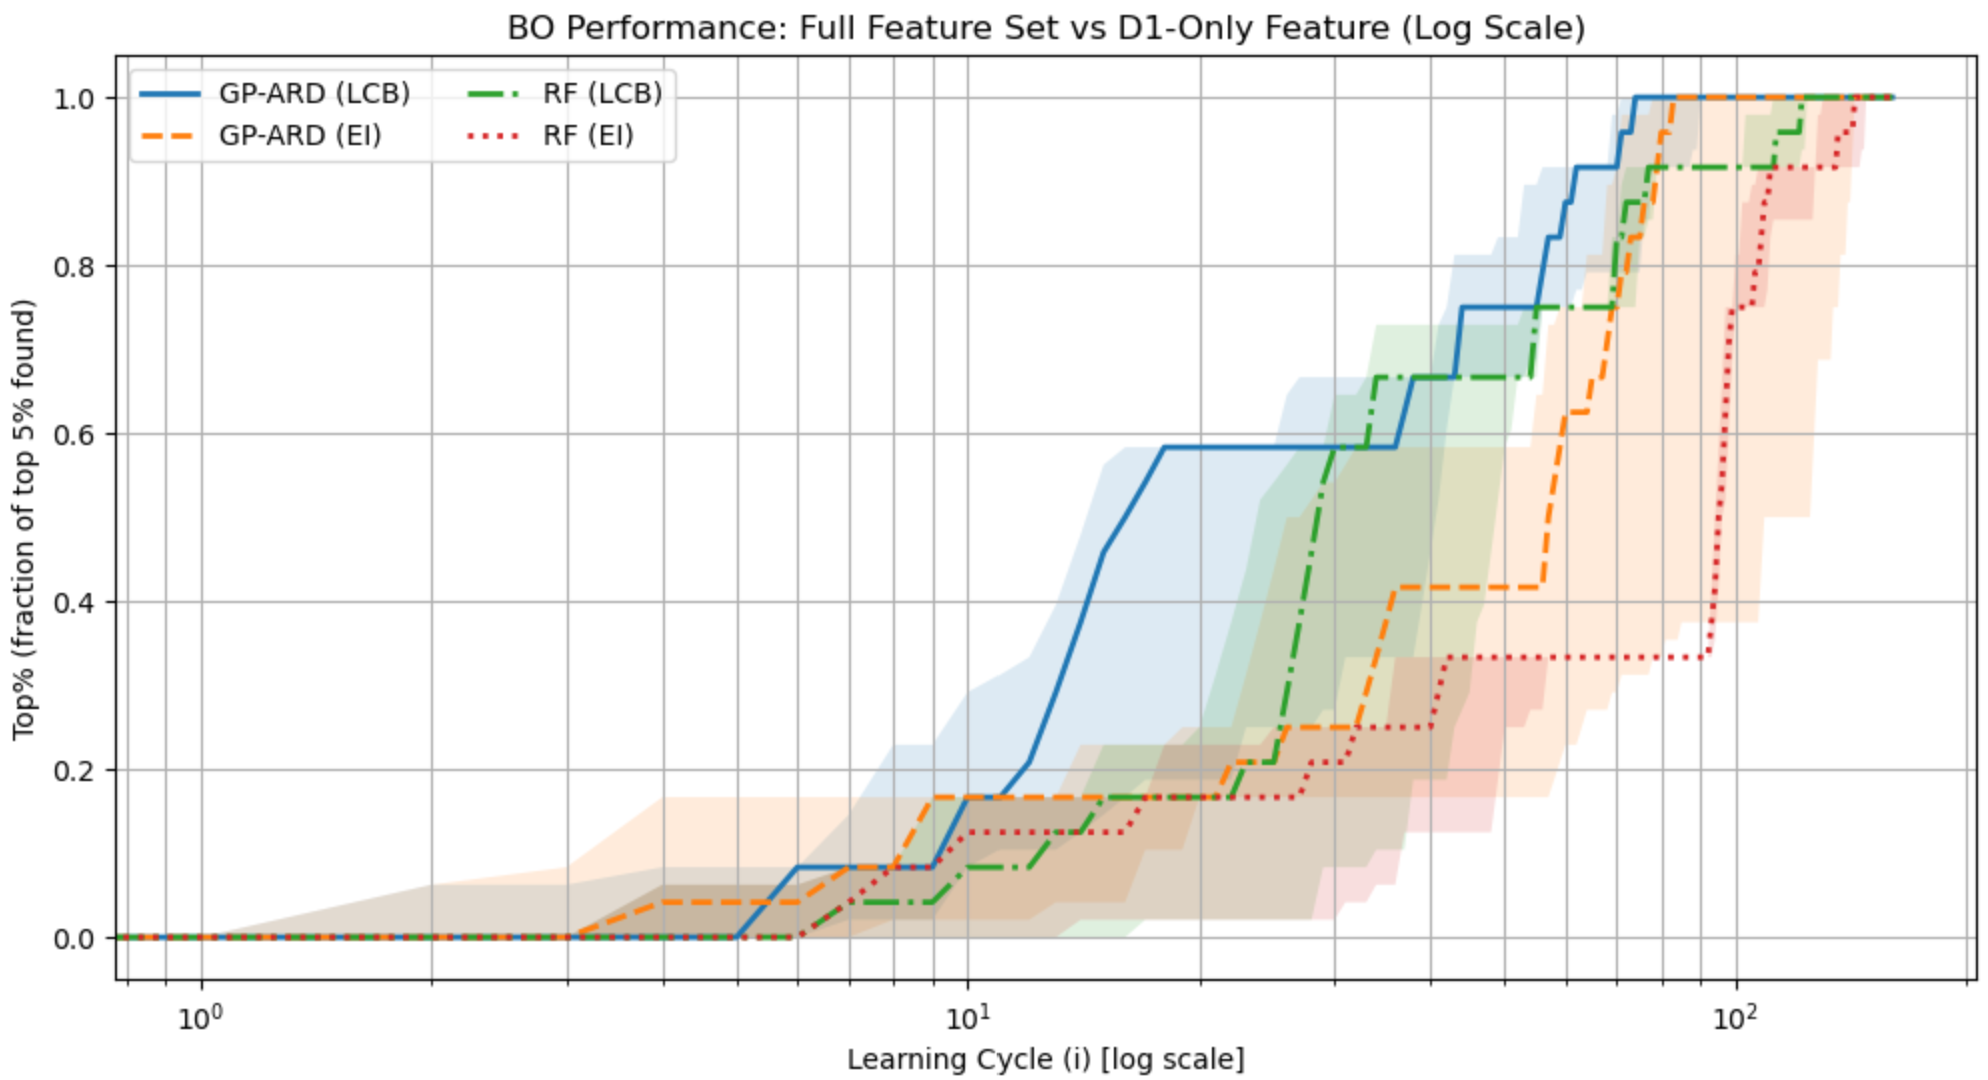 BO Performance: Full Feature Set vs D1-Only Feature (Log Scale)
GP-ARD (LCB)
GP-ARD (EI)
RF (LCB)
RF (EI)
Top% (fraction of top 5% found)
1.0
0.8
0.6
0.4
0.2
0.0
10⁰
10¹
10²
Learning Cycle (i) [log scale]